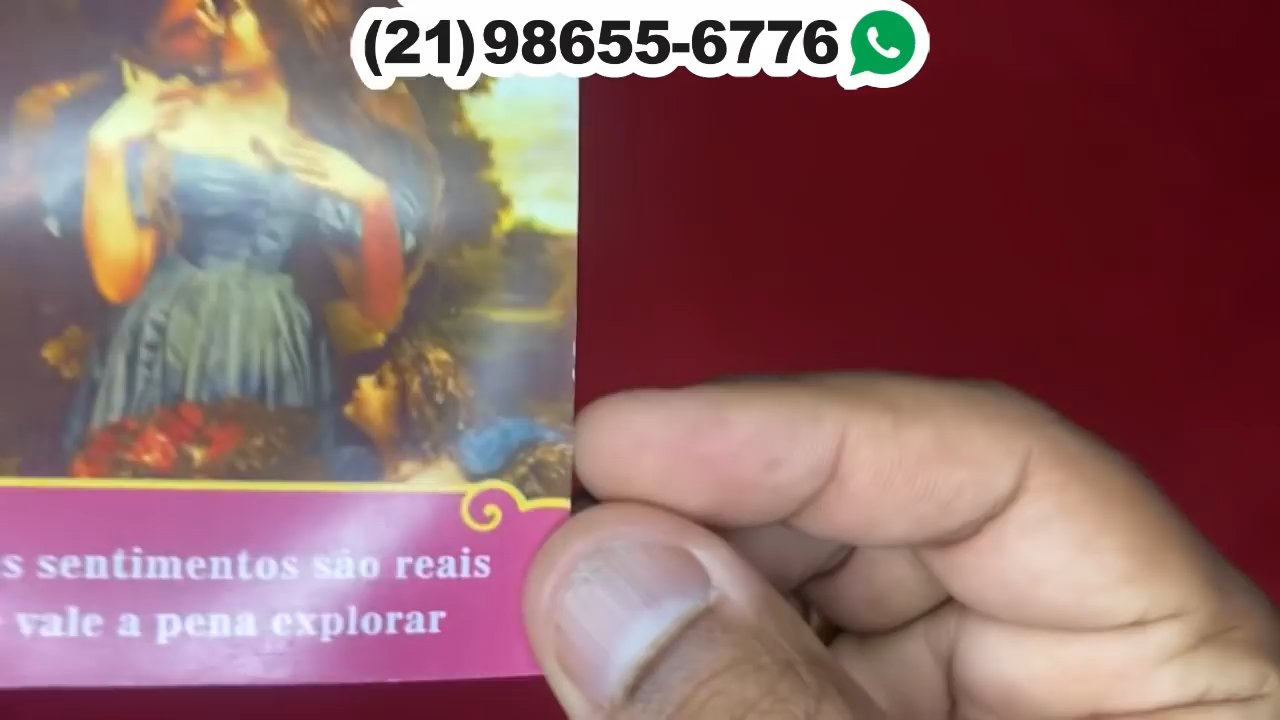 (21)98655-6776
s sentimentos são reais
vale a pena explorar